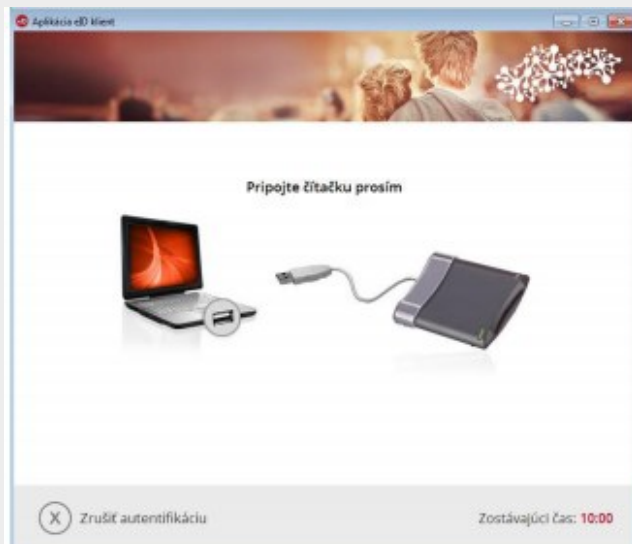 Aplikácia eID klient
Pripojte čítačku prosím
Zrušiť autentifikáciu
Zostávajúci čas: 10:00